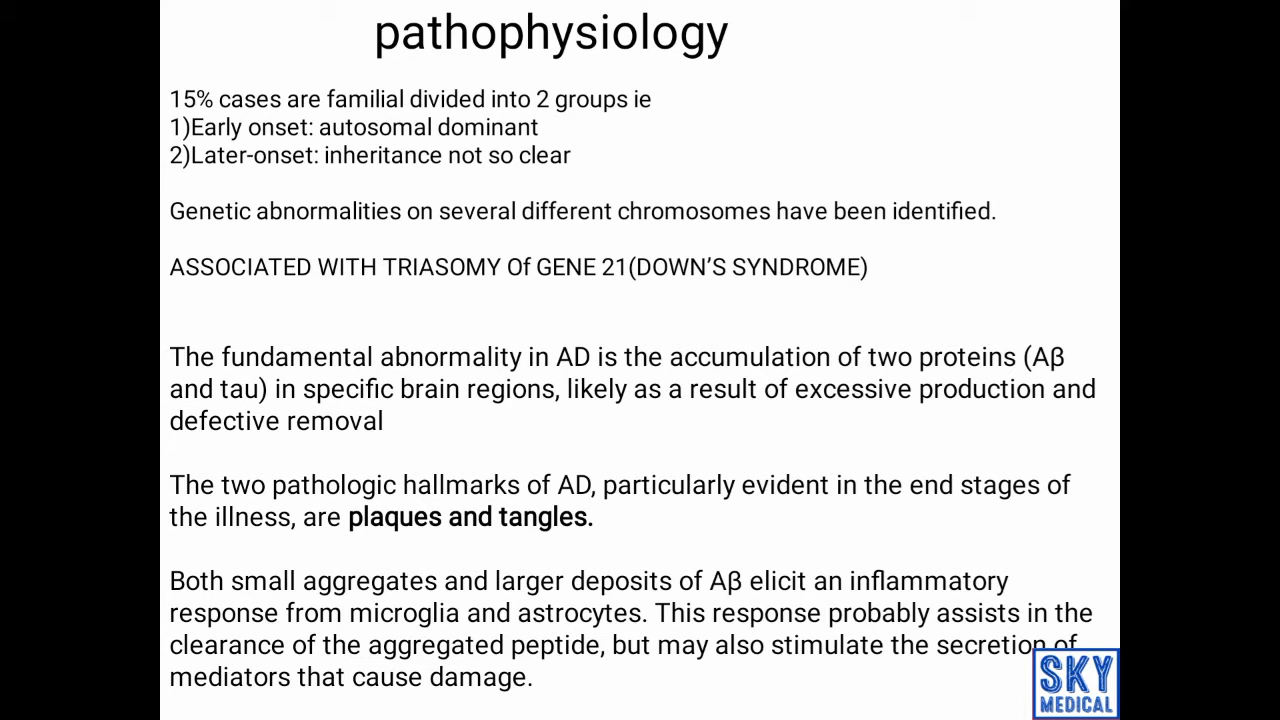 pathophysiology
15% cases are familial divided into 2 groups ie
1)Early onset: autosomal dominant
2)Later-onset: inheritance not so clear
Genetic abnormalities on several different chromosomes have been identified.
ASSOCIATED WITH TRIASOMY Of GENE 21(DOWN’S SYNDROME)
The fundamental abnormality in AD is the accumulation of two proteins (Aβ
and tau) in specific brain regions, likely as a result of excessive production and
defective removal
The two pathologic hallmarks of AD, particularly evident in the end stages of
the illness, are plaques and tangles.
Both small aggregates and larger deposits of Aβ elicit an inflammatory
response from microglia and astrocytes. This response probably assists in the
clearance of the aggregated peptide, but may also stimulate the secretion of
mediators that cause damage.
SKY
MEDICAL